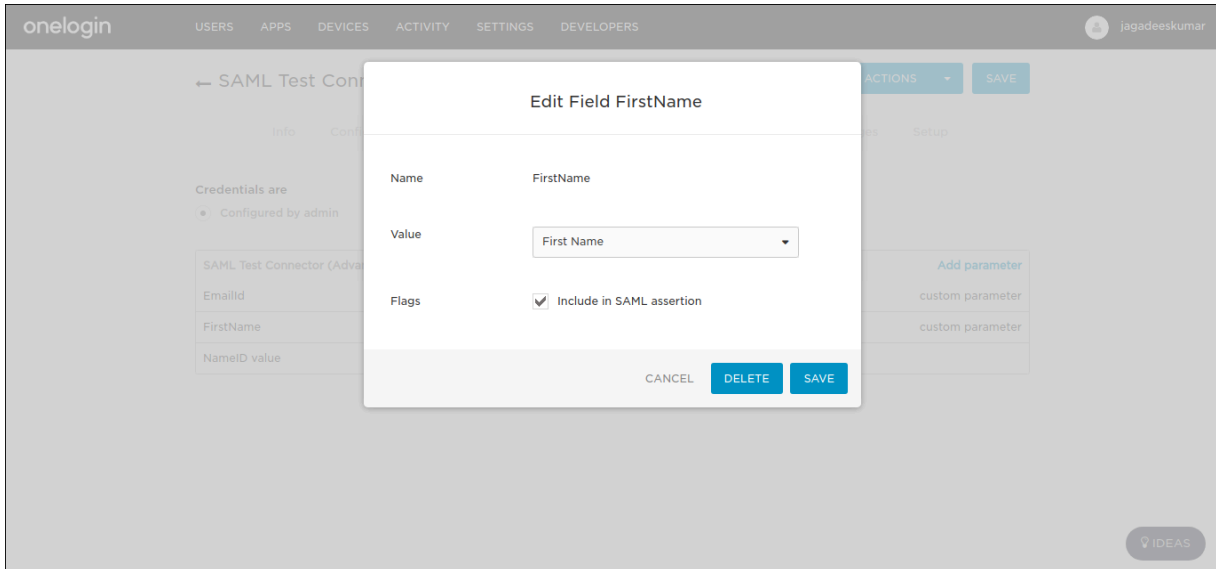 onelogin USERS APPS DEVICES ACTIVITY SETTINGS DEVELOPERS jagadeeskumar
← SAML Test Conn ACTIONS SAVE
Edit Field FirstName
Info Confi es Setup
Name FirstName
Credentials are
Configured by admin
Value First Name
SAML Test Connector (Advan Add parameter
EmailId custom parameter
Flags Include in SAML assertion
FirstName custom parameter
NameID value
CANCEL DELETE SAVE
IDEAS